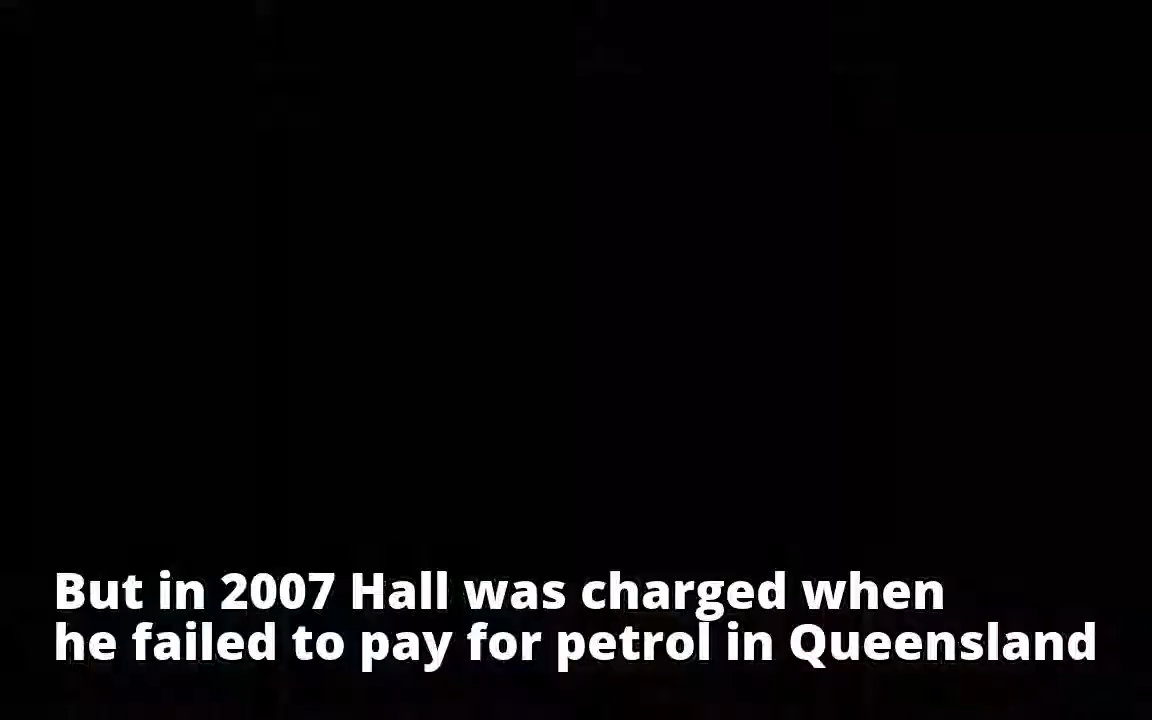 But in 2007 Hall was charged when
he failed to pay for petrol in Queensland